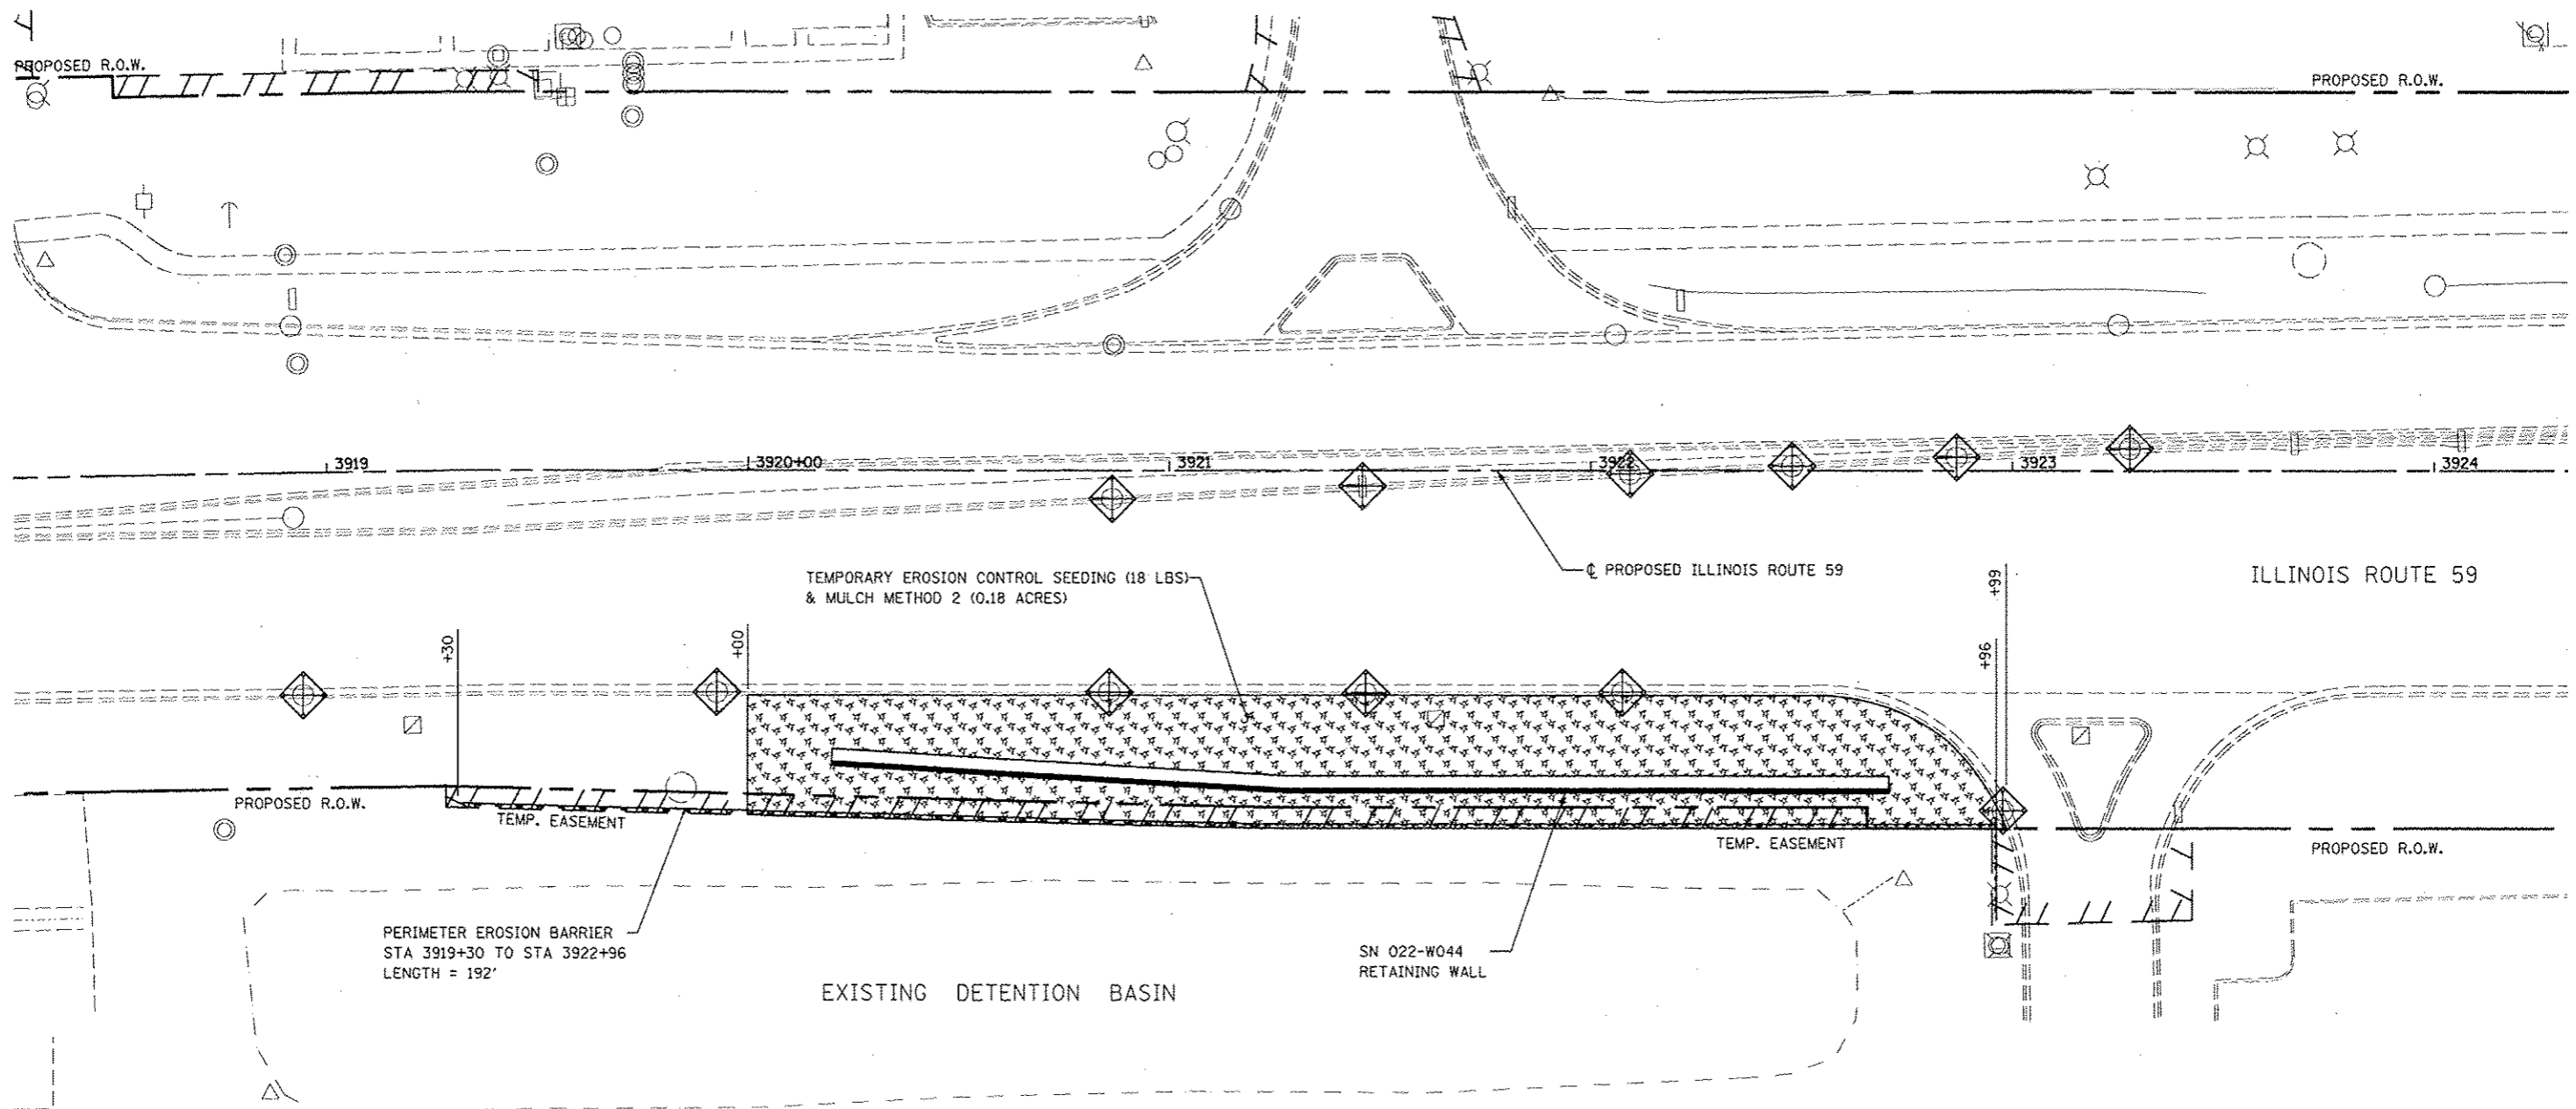 PROPOSED R.O.W.
PROPOSED R.O.W.
3919
3920+00
3921
3922
3923
3924
TEMPORARY EROSION CONTROL SEEDING (18 LBS)
& MULCH METHOD 2 (0.18 ACRES)
℄ PROPOSED ILLINOIS ROUTE 59
ILLINOIS ROUTE 59
+30
+00
+99
+96
PROPOSED R.O.W.
TEMP. EASEMENT
TEMP. EASEMENT
PROPOSED R.O.W.
PERIMETER EROSION BARRIER
STA 3919+30 TO STA 3922+96
LENGTH = 192'
SN 022-W044
RETAINING WALL
EXISTING DETENTION BASIN